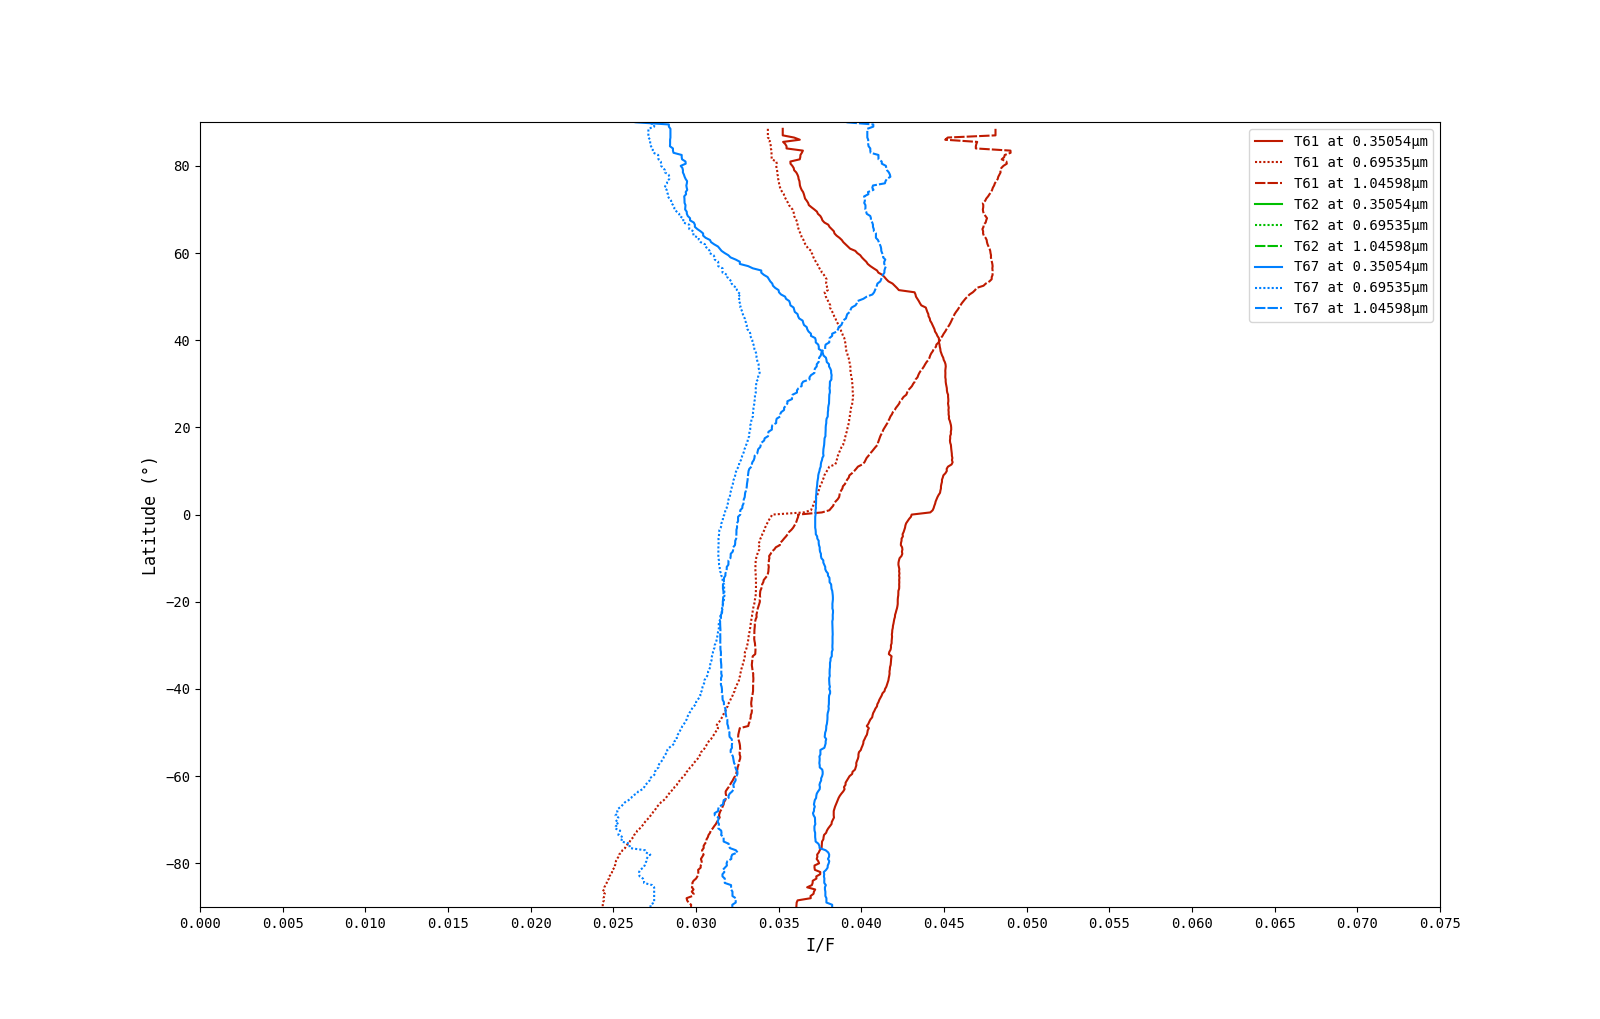 T61 at 0.35054μm
T61 at 0.69535μm
T61 at 1.04598μm
T62 at 0.35054μm
T62 at 0.69535μm
T62 at 1.04598μm
T67 at 0.35054μm
T67 at 0.69535μm
T67 at 1.04598μm
80
60
40
20
0
−20
−40
−60
−80
Latitude (°)
0.000 0.005 0.010 0.015 0.020 0.025 0.030 0.035 0.040 0.045 0.050 0.055 0.060 0.065 0.070 0.075
I/F